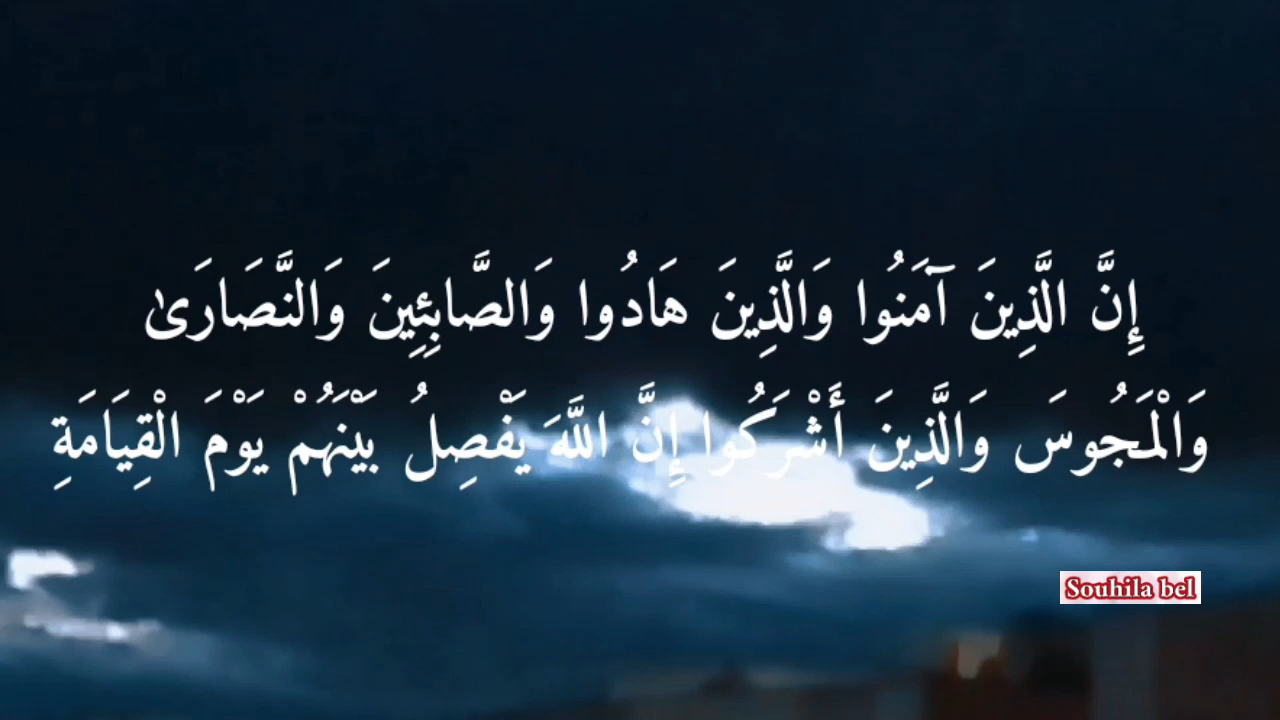 إِنَّ الَّذِينَ آمَنُوا وَالَّذِينَ هَادُوا وَالصَّابِئِينَ وَالنَّصَارَىٰ
وَالْمَجُوسَ وَالَّذِينَ أَشْرَكُوا إِنَّ اللَّهَ يَفْصِلُ بَيْنَهُمْ يَوْمَ الْقِيَامَةِ
Souhila bel